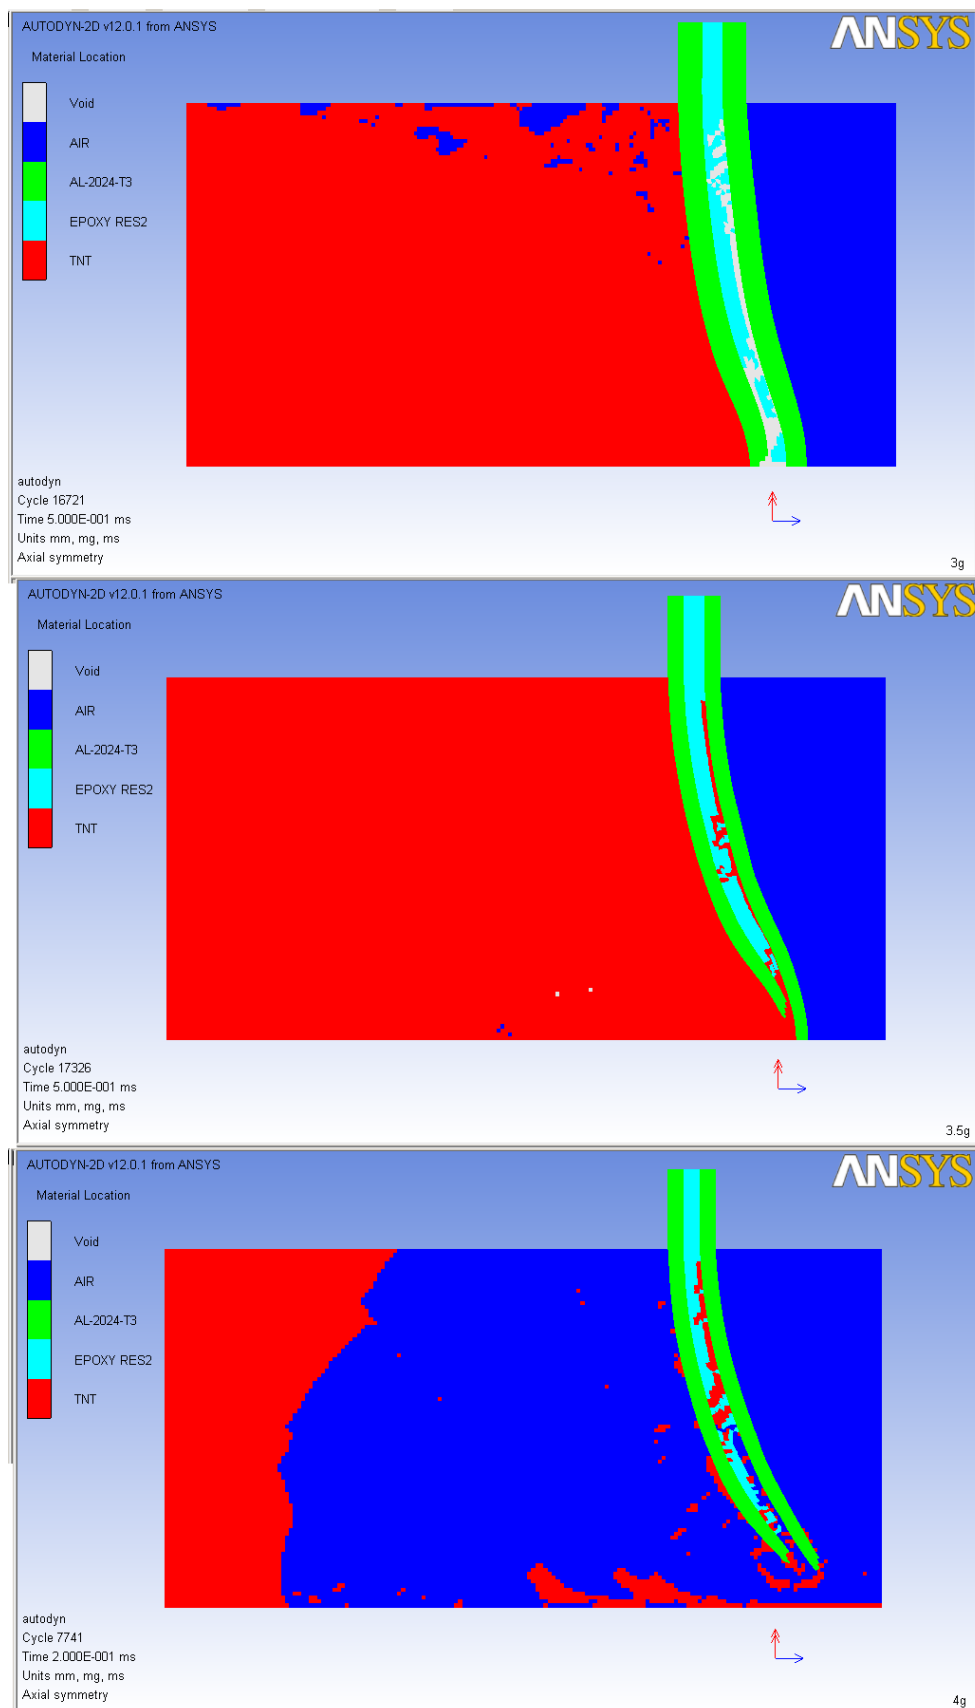 AUTODYN-2D v12.0.1 from ANSYS
ANSYS
Material Location
Void
AIR
AL-2024-T3
EPOXY RES2
TNT
autodyn
Cycle 16721
Time 5.000E-001 ms
Units mm, mg, ms
Axial symmetry
3g
AUTODYN-2D v12.0.1 from ANSYS
ANSYS
Material Location
Void
AIR
AL-2024-T3
EPOXY RES2
TNT
autodyn
Cycle 17326
Time 5.000E-001 ms
Units mm, mg, ms
Axial symmetry
3.5g
AUTODYN-2D v12.0.1 from ANSYS
ANSYS
Material Location
Void
AIR
AL-2024-T3
EPOXY RES2
TNT
autodyn
Cycle 7741
Time 2.000E-001 ms
Units mm, mg, ms
Axial symmetry
4g